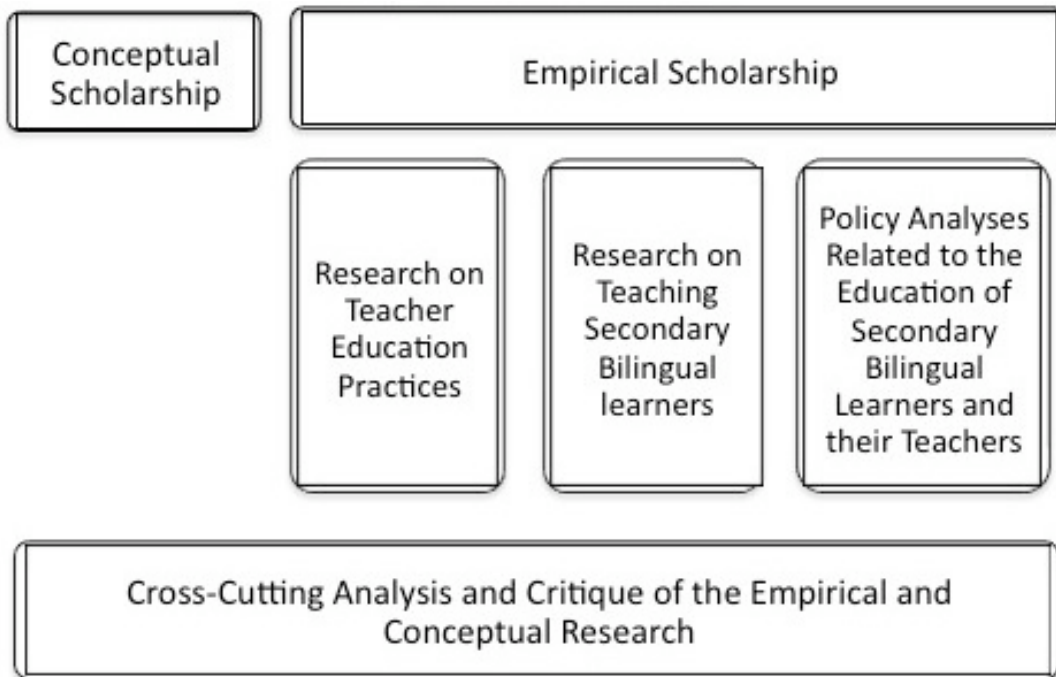 Conceptual
Scholarship
Empirical Scholarship
Research on
Teacher
Education
Practices
Research on
Teaching
Secondary
Bilingual
learners
Policy Analyses
Related to the
Education of
Secondary
Bilingual
Learners and
their Teachers
Cross-Cutting Analysis and Critique of the Empirical and
Conceptual Research